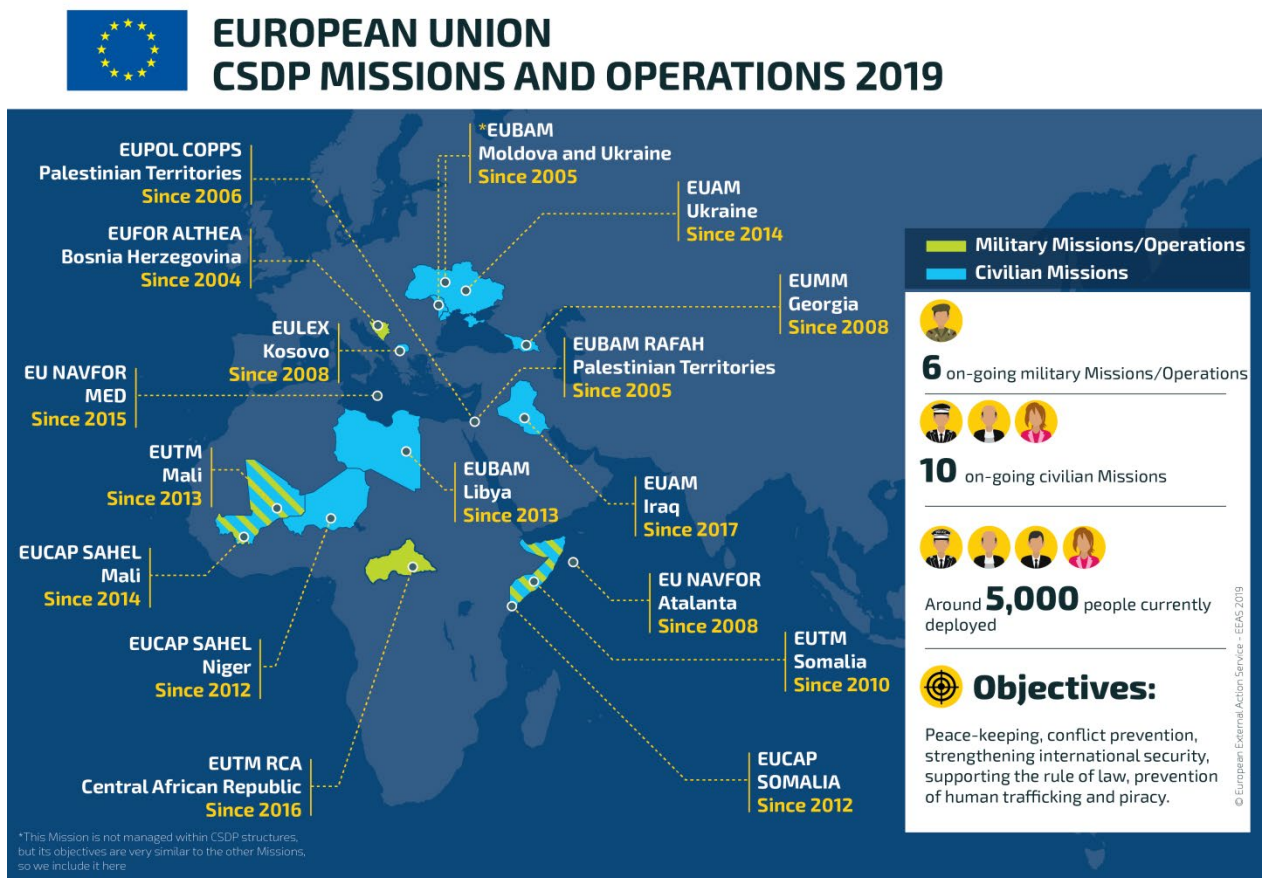 EUROPEAN UNION
CSDP MISSIONS AND OPERATIONS 2019
*EUBAM
Moldova and Ukraine
Since 2005
EUPOL COPPS
Palestinian Territories
Since 2006
EUAM
Ukraine
Since 2014
EUFOR ALTHEA
Bosnia Herzegovina
Since 2004
EUMM
Georgia
Since 2008
EULEX
Kosovo
Since 2008
EUBAM RAFAH
Palestinian Territories
Since 2005
EU NAVFOR
MED
Since 2015
EUTM
Mali
Since 2013
EUBAM
Libya
Since 2013
EUAM
Iraq
Since 2017
EUCAP SAHEL
Mali
Since 2014
EU NAVFOR
Atalanta
Since 2008
EUCAP SAHEL
Niger
Since 2012
EUTM
Somalia
Since 2010
EUTM RCA
Central African Republic
Since 2016
EUCAP
SOMALIA
Since 2012
*This Mission is not managed within CSDP structures,
but its objectives are very similar to the other Missions,
so we include it here
Military Missions/Operations
Civilian Missions
6 on-going military Missions/Operations
10 on-going civilian Missions
Around 5,000 people currently
deployed
Objectives:
Peace-keeping, conflict prevention,
strengthening international security,
supporting the rule of law, prevention
of human trafficking and piracy.
© European External Action Service - EEAS 2019